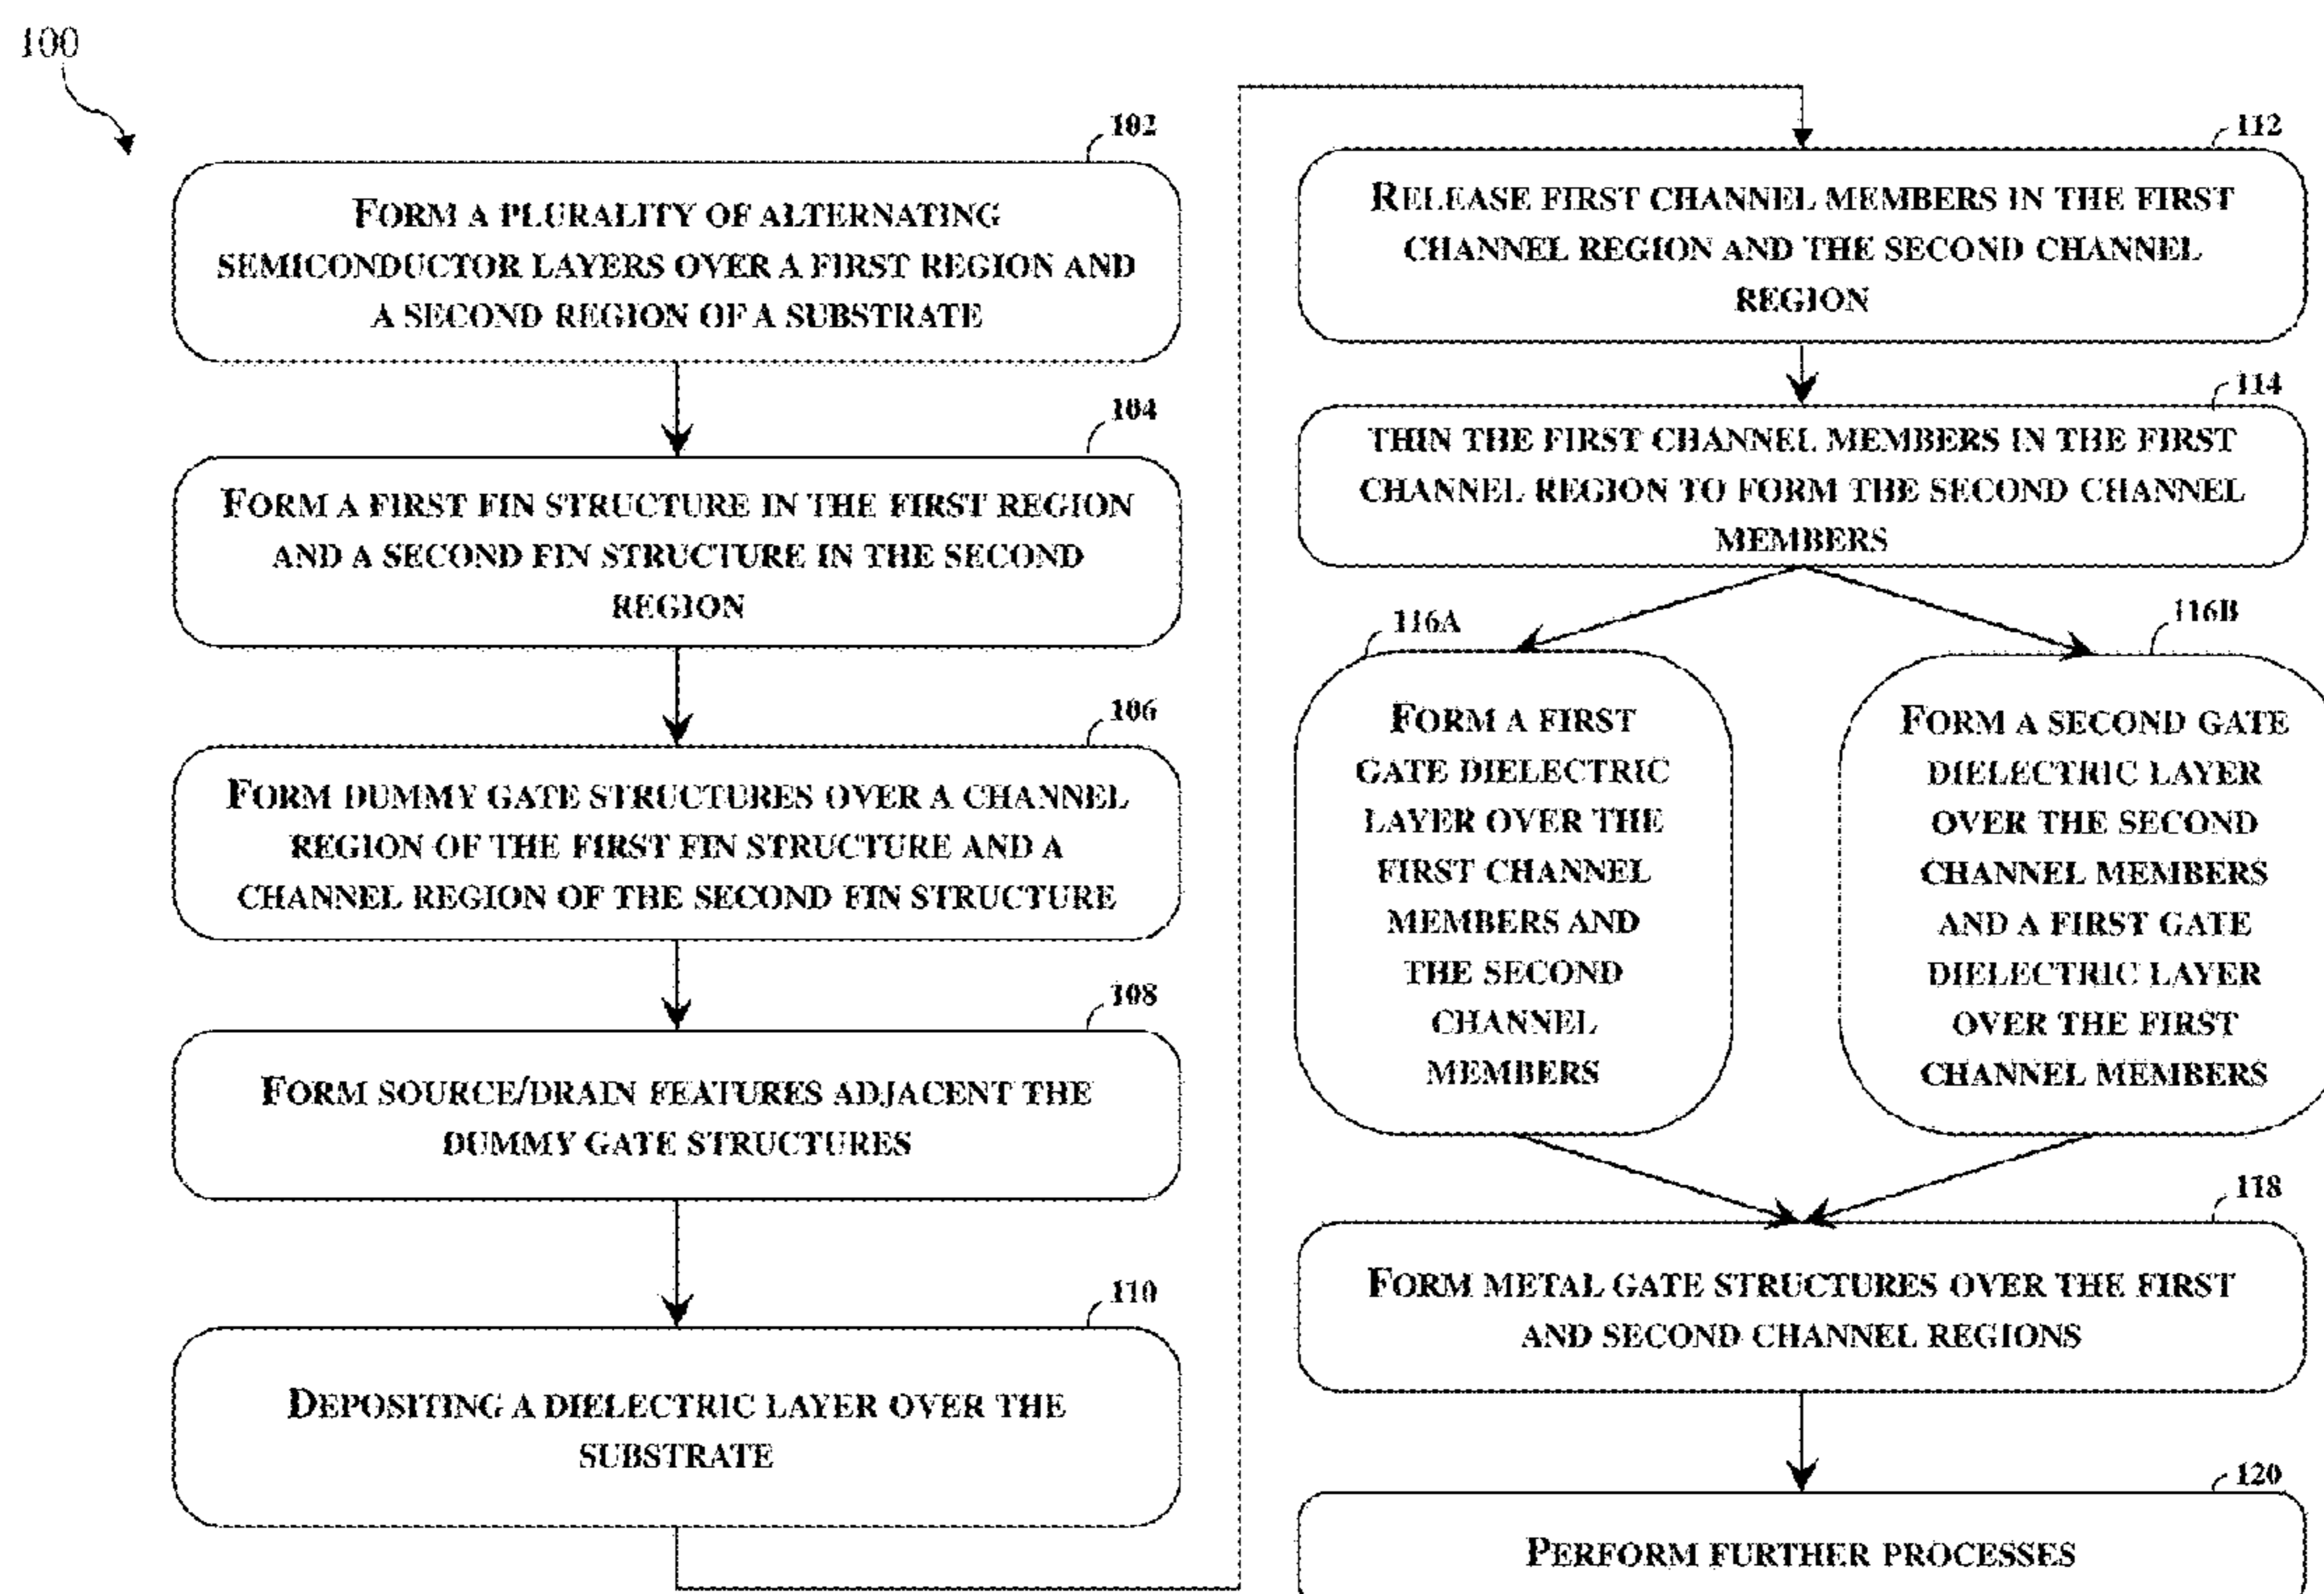 100
102
FORM A PLURALITY OF ALTERNATING
SEMICONDUCTOR LAYERS OVER A FIRST REGION AND
A SECOND REGION OF A SUBSTRATE
104
FORM A FIRST FIN STRUCTURE IN THE FIRST REGION
AND A SECOND FIN STRUCTURE IN THE SECOND
REGION
106
FORM DUMMY GATE STRUCTURES OVER A CHANNEL
REGION OF THE FIRST FIN STRUCTURE AND A
CHANNEL REGION OF THE SECOND FIN STRUCTURE
108
FORM SOURCE/DRAIN FEATURES ADJACENT THE
DUMMY GATE STRUCTURES
110
DEPOSITING A DIELECTRIC LAYER OVER THE
SUBSTRATE
112
RELEASE FIRST CHANNEL MEMBERS IN THE FIRST
CHANNEL REGION AND THE SECOND CHANNEL
REGION
114
THIN THE FIRST CHANNEL MEMBERS IN THE FIRST
CHANNEL REGION TO FORM THE SECOND CHANNEL
MEMBERS
116A
FORM A FIRST
GATE DIELECTRIC
LAYER OVER THE
FIRST CHANNEL
MEMBERS AND
THE SECOND
CHANNEL
MEMBERS
116B
FORM A SECOND GATE
DIELECTRIC LAYER
OVER THE SECOND
CHANNEL MEMBERS
AND A FIRST GATE
DIELECTRIC LAYER
OVER THE FIRST
CHANNEL MEMBERS
118
FORM METAL GATE STRUCTURES OVER THE FIRST
AND SECOND CHANNEL REGIONS
120
PERFORM FURTHER PROCESSES